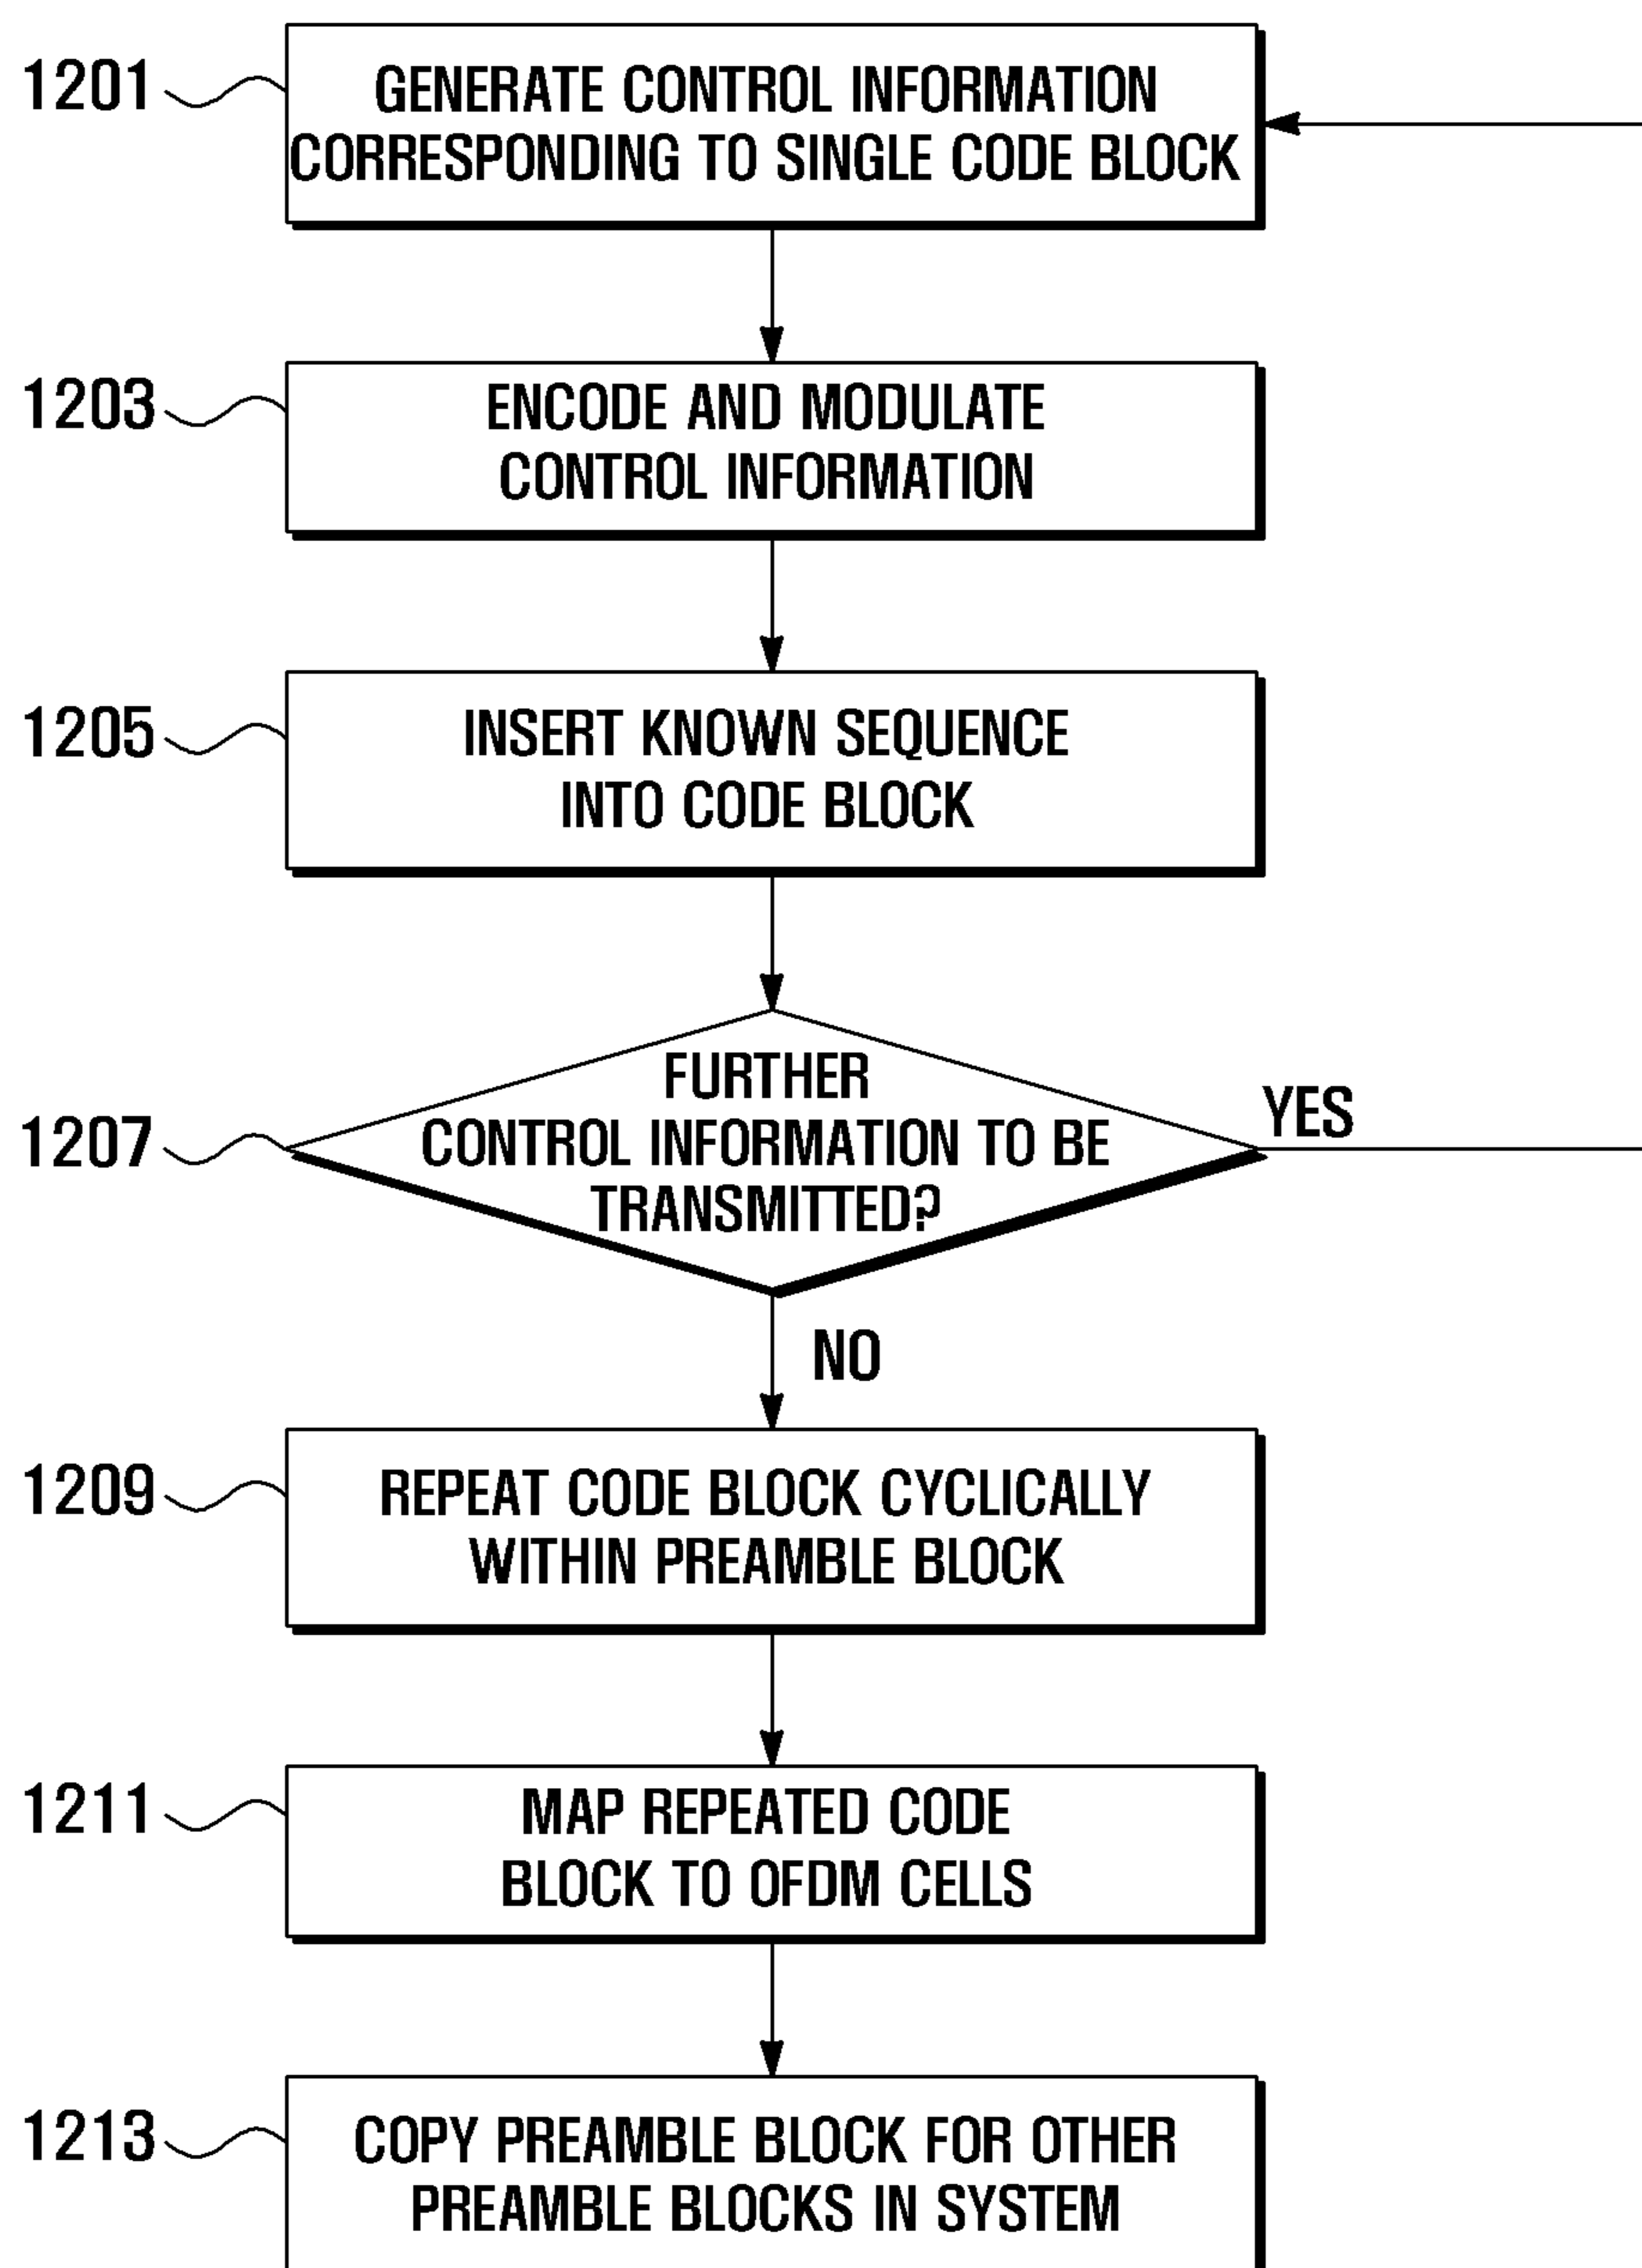 1201
GENERATE CONTROL INFORMATION
CORRESPONDING TO SINGLE CODE BLOCK
1203
ENCODE AND MODULATE
CONTROL INFORMATION
1205
INSERT KNOWN SEQUENCE
INTO CODE BLOCK
1207
FURTHER
CONTROL INFORMATION TO BE
TRANSMITTED?
YES
NO
1209
REPEAT CODE BLOCK CYCLICALLY
WITHIN PREAMBLE BLOCK
1211
MAP REPEATED CODE
BLOCK TO OFDM CELLS
1213
COPY PREAMBLE BLOCK FOR OTHER
PREAMBLE BLOCKS IN SYSTEM